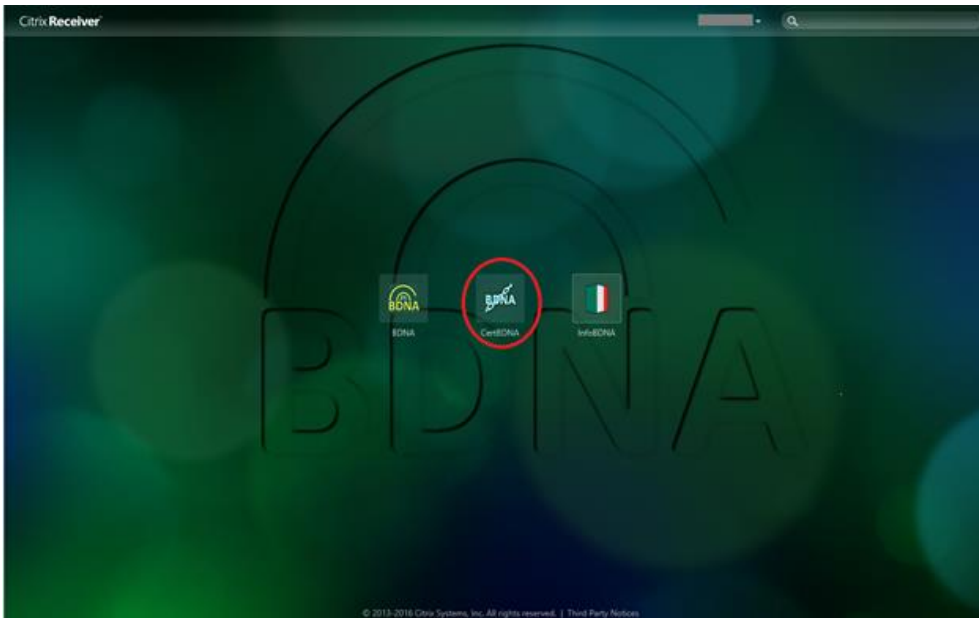 Citrix Receiver
BDNA
BDNA
BDNA
CertBDNA
InfoBDNA
BDNA
© 2013-2016 Citrix Systems, Inc. All rights reserved. | Third Party Notices